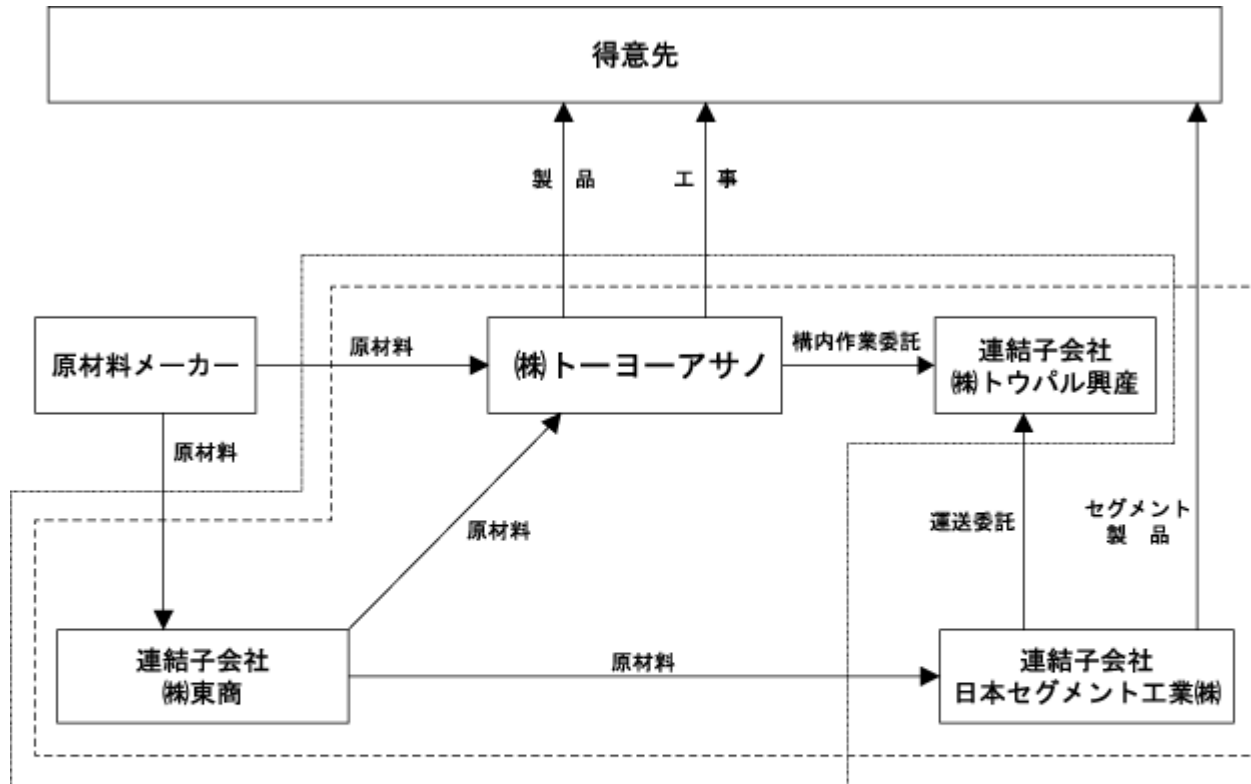 得意先
製 品
工 事
原材料メーカー
原材料
㈱トーヨーアサノ
構内作業委託
連結子会社
㈱トウパル興産
原材料
原材料
運送委託
セグメント
製 品
連結子会社
㈱東商
原材料
連結子会社
日本セグメント工業㈱